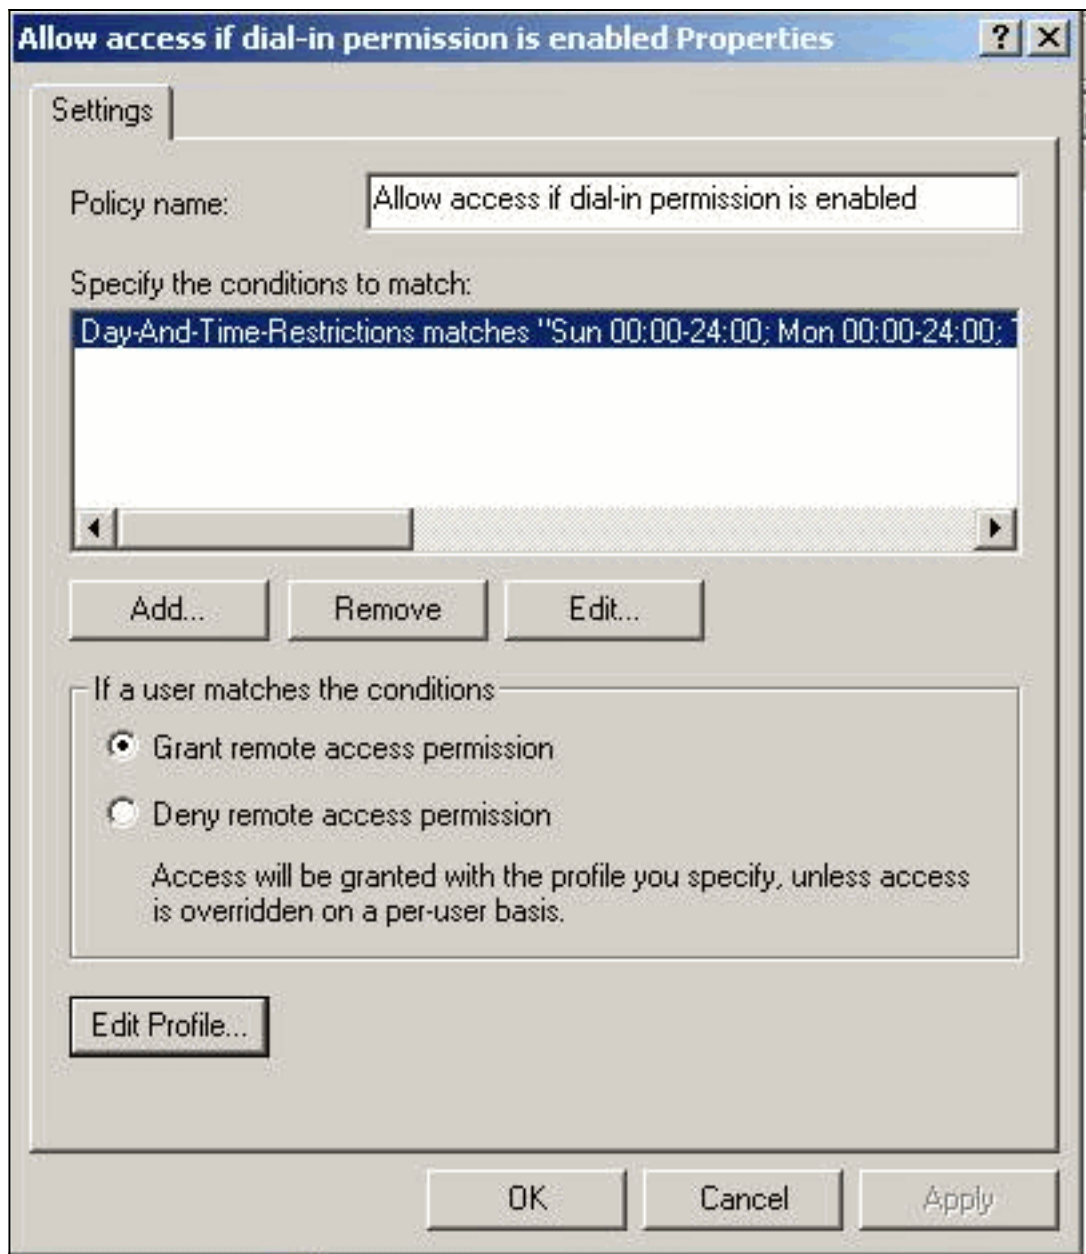 Allow access if dial-in permission is enabled Properties
Settings
Policy name:
Allow access if dial-in permission is enabled
Specify the conditions to match:
Day-And-Time-Restrictions matches "Sun 00:00-24:00; Mon 00:00-24:00;
Add...
Remove
Edit...
If a user matches the conditions
Grant remote access permission
Deny remote access permission
Access will be granted with the profile you specify, unless access
is overridden on a per-user basis.
Edit Profile...
OK
Cancel
Apply